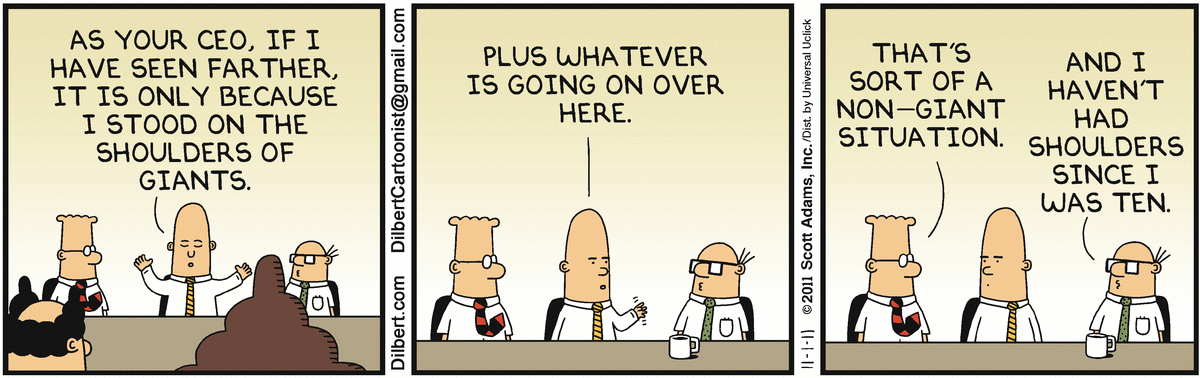 AS YOUR CEO, IF I
HAVE SEEN FARTHER,
IT IS ONLY BECAUSE
I STOOD ON THE
SHOULDERS OF
GIANTS.
Dilbert.com DilbertCartoonist@gmail.com
PLUS WHATEVER
IS GOING ON OVER
HERE.
11-1-11 ©2011 Scott Adams, Inc. /Dist. by Universal Uclick
THAT'S
SORT OF A
NON-GIANT
SITUATION.
AND I
HAVEN'T
HAD
SHOULDERS
SINCE I
WAS TEN.